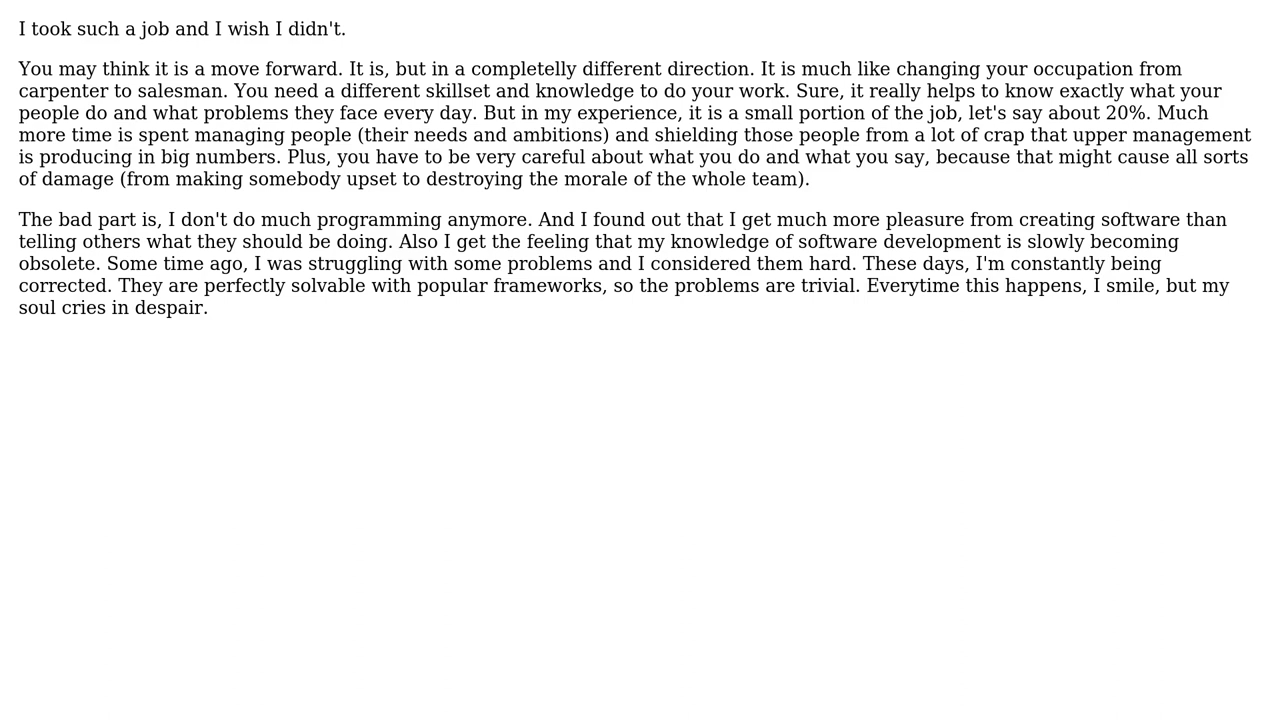 I took such a job and I wish I didn't.
You may think it is a move forward. It is, but in a completelly different direction. It is much like changing your occupation from
carpenter to salesman. You need a different skillset and knowledge to do your work. Sure, it really helps to know exactly what your
people do and what problems they face every day. But in my experience, it is a small portion of the job, let's say about 20%. Much
more time is spent managing people (their needs and ambitions) and shielding those people from a lot of crap that upper management
is producing in big numbers. Plus, you have to be very careful about what you do and what you say, because that might cause all sorts
of damage (from making somebody upset to destroying the morale of the whole team).
The bad part is, I don't do much programming anymore. And I found out that I get much more pleasure from creating software than
telling others what they should be doing. Also I get the feeling that my knowledge of software development is slowly becoming
obsolete. Some time ago, I was struggling with some problems and I considered them hard. These days, I'm constantly being
corrected. They are perfectly solvable with popular frameworks, so the problems are trivial. Everytime this happens, I smile, but my
soul cries in despair.